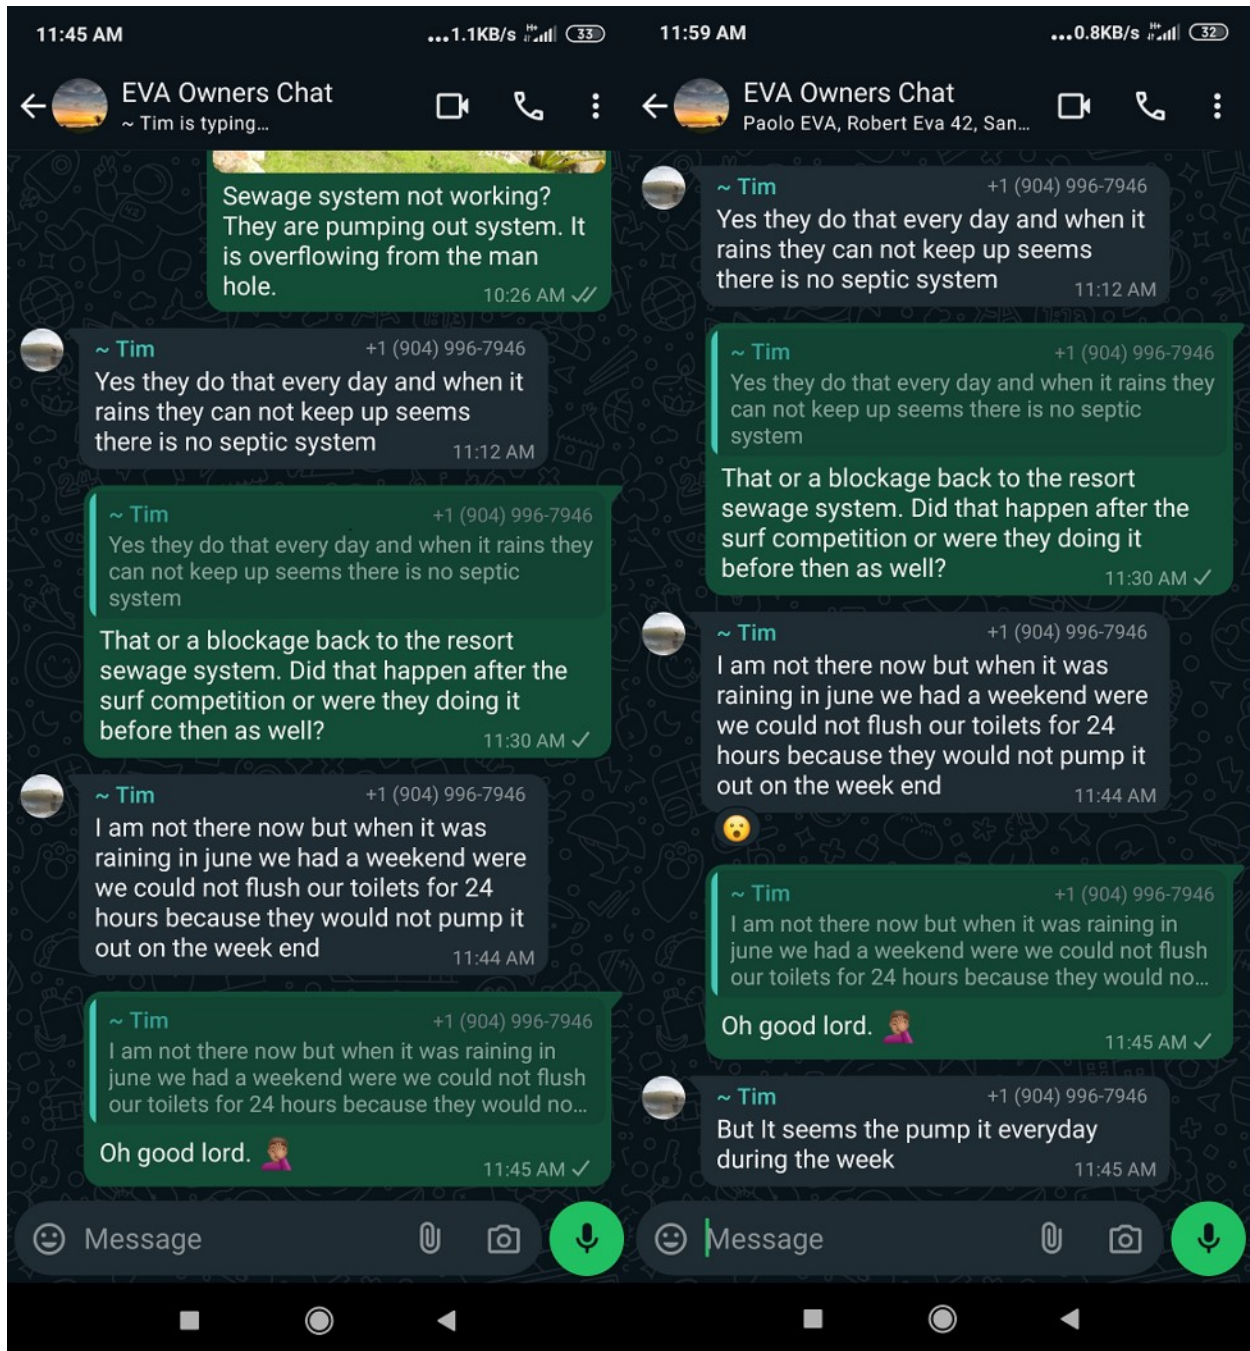 11:45 AM
...1.1KB/s H+ 33
EVA Owners Chat
~ Tim is typing...
Sewage system not working?
They are pumping out system. It
is overflowing from the man
hole.
10:26 AM
~ Tim +1 (904) 996-7946
Yes they do that every day and when it
rains they can not keep up seems
there is no septic system
11:12 AM
~ Tim +1 (904) 996-7946
Yes they do that every day and when it rains they
can not keep up seems there is no septic
system
That or a blockage back to the resort
sewage system. Did that happen after the
surf competition or were they doing it
before then as well?
11:30 AM
~ Tim +1 (904) 996-7946
I am not there now but when it was
raining in june we had a weekend were
we could not flush our toilets for 24
hours because they would not pump it
out on the week end
11:44 AM
~ Tim +1 (904) 996-7946
I am not there now but when it was raining in
june we had a weekend were we could not flush
our toilets for 24 hours because they would no...
Oh good lord. 🤦🏽
11:45 AM
Message
11:59 AM
...0.8KB/s H+ 32
EVA Owners Chat
Paolo EVA, Robert Eva 42, San...
~ Tim +1 (904) 996-7946
Yes they do that every day and when it
rains they can not keep up seems
there is no septic system
11:12 AM
~ Tim +1 (904) 996-7946
Yes they do that every day and when it rains they
can not keep up seems there is no septic
system
That or a blockage back to the resort
sewage system. Did that happen after the
surf competition or were they doing it
before then as well?
11:30 AM
~ Tim +1 (904) 996-7946
I am not there now but when it was
raining in june we had a weekend were
we could not flush our toilets for 24
hours because they would not pump it
out on the week end
11:44 AM
😮
~ Tim +1 (904) 996-7946
I am not there now but when it was raining in
june we had a weekend were we could not flush
our toilets for 24 hours because they would no...
Oh good lord. 🤦🏽
11:45 AM
~ Tim +1 (904) 996-7946
But It seems the pump it everyday
during the week
11:45 AM
Message